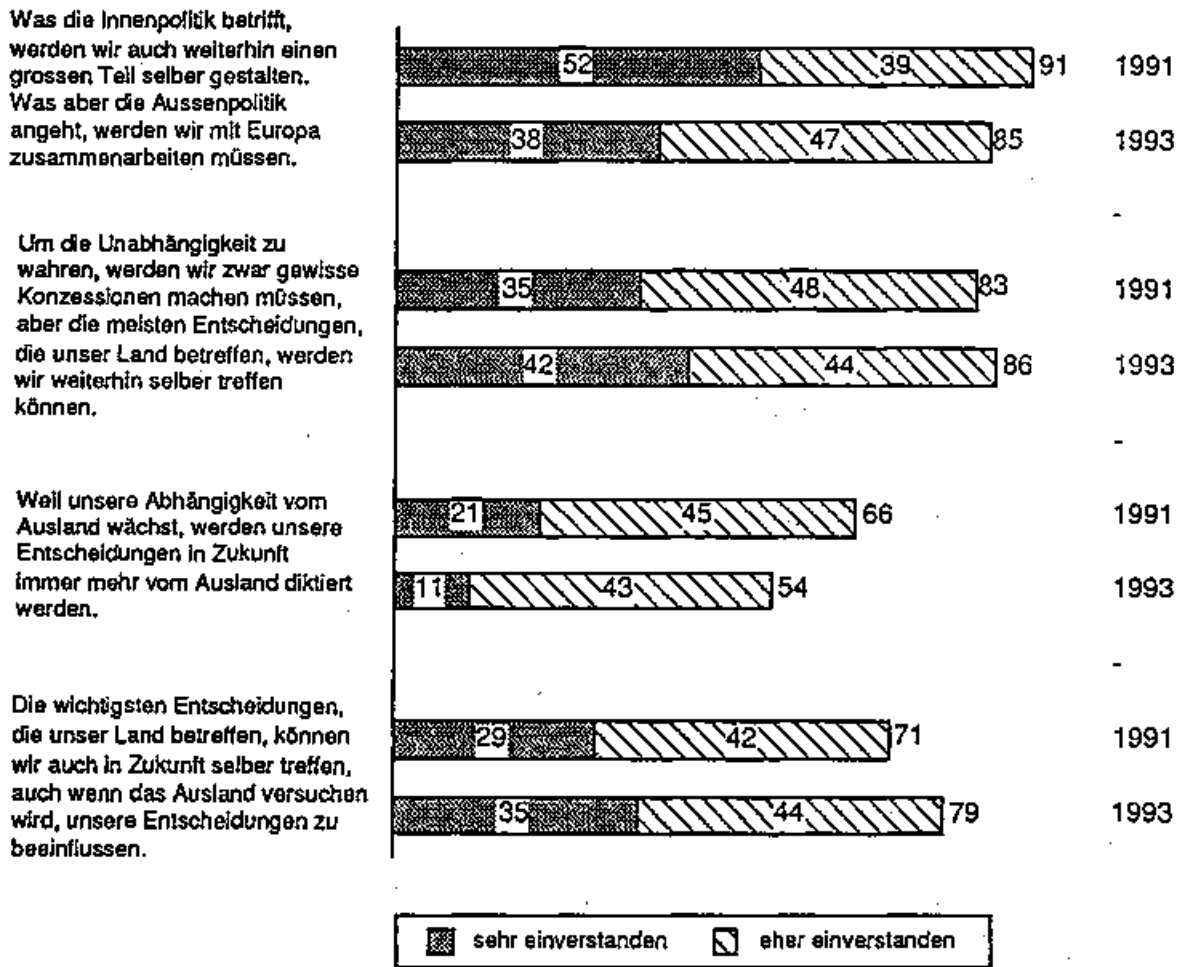 Was die Innenpolitik betrifft,
werden wir auch weiterhin einen
grossen Teil selber gestalten.
Was aber die Aussenpolitik
angeht, werden wir mit Europa
zusammenarbeiten müssen.
52 39 91 1991
38 47 85 1993
-
Um die Unabhängigkeit zu
wahren, werden wir zwar gewisse
Konzessionen machen müssen,
aber die meisten Entscheidungen,
die unser Land betreffen, werden
wir weiterhin selber treffen
können.
35 48 83 1991
42 44 86 1993
-
Weil unsere Abhängigkeit vom
Ausland wächst, werden unsere
Entscheidungen in Zukunft
immer mehr vom Ausland diktiert
werden.
21 45 66 1991
11 43 54 1993
-
Die wichtigsten Entscheidungen,
die unser Land betreffen, können
wir auch in Zukunft selber treffen,
auch wenn das Ausland versuchen
wird, unsere Entscheidungen zu
beeinflussen.
29 42 71 1991
35 44 79 1993
sehr einverstanden eher einverstanden